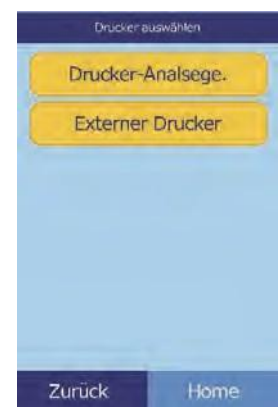 Drucker auswählen
Drucker-Analsege.
Externer Drucker
Zurück Home